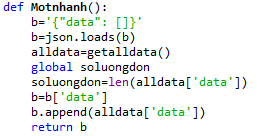 def Motnhanh():
    b='{"data": []}'
    b=json.loads(b)
    alldata=getalldata()
    global soluongdon
    soluongdon=len(alldata['data'])
    b=b['data']
    b.append(alldata['data'])
    return b